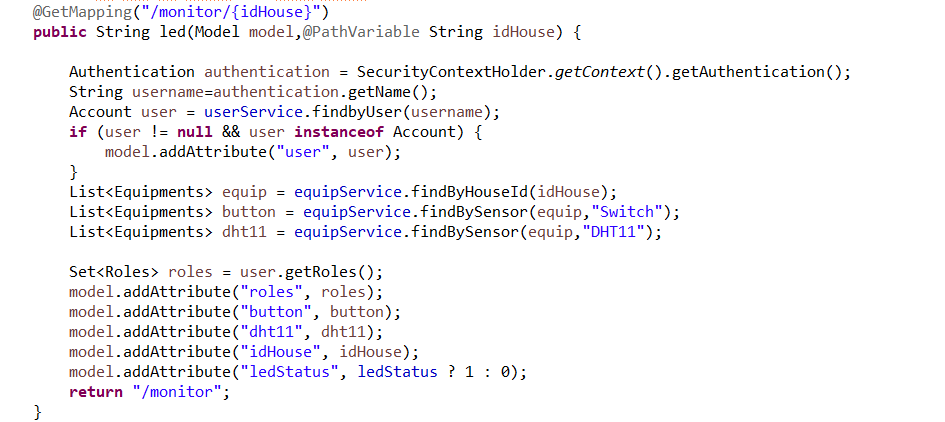 @GetMapping("/monitor/{idHouse}")
public String led(Model model,@PathVariable String idHouse) {
Authentication authentication = SecurityContextHolder.getContext().getAuthentication();
String username=authentication.getName();
Account user = userService.findbyUser(username);
if (user != null && user instanceof Account) {
model.addAttribute("user", user);
}
List<Equipments> equip = equipService.findByHouseId(idHouse);
List<Equipments> button = equipService.findBySensor(equip,"Switch");
List<Equipments> dht11 = equipService.findBySensor(equip,"DHT11");
Set<Roles> roles = user.getRoles();
model.addAttribute("roles", roles);
model.addAttribute("button", button);
model.addAttribute("dht11", dht11);
model.addAttribute("idHouse", idHouse);
model.addAttribute("ledStatus", ledStatus ? 1 : 0);
return "/monitor";
}